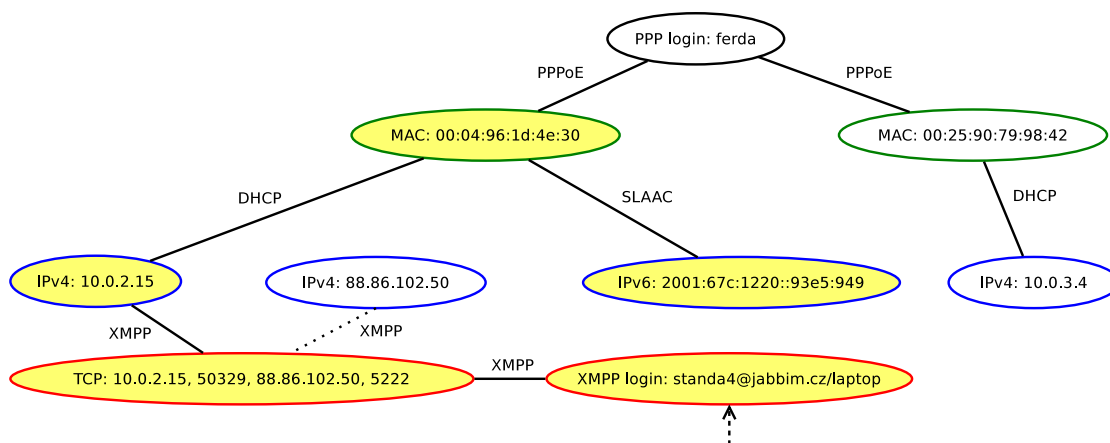 PPP login: ferda
PPPoE
PPPoE
MAC: 00:04:96:1d:4e:30
MAC: 00:25:90:79:98:42
DHCP
SLAAC
DHCP
IPv4: 10.0.2.15
IPv4: 88.86.102.50
IPv6: 2001:67c:1220::93e5:949
IPv4: 10.0.3.4
XMPP
XMPP
XMPP
TCP: 10.0.2.15, 50329, 88.86.102.50, 5222
XMPP login: standa4@jabbim.cz/laptop